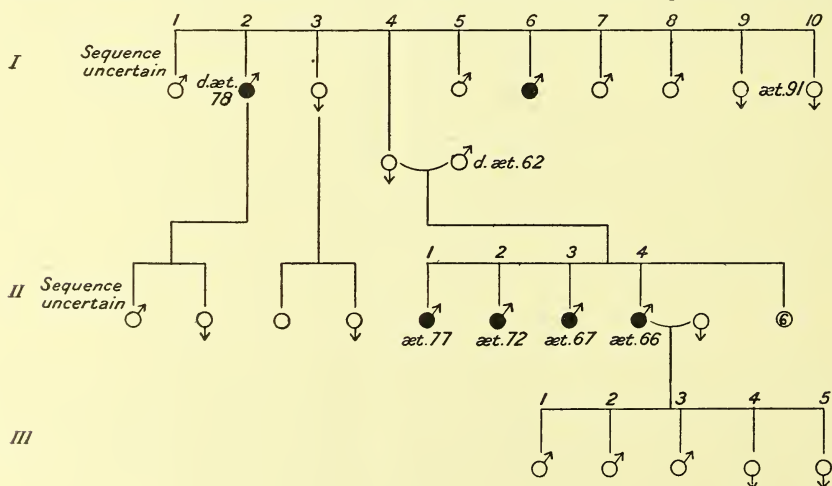 1 2 3 4 5 6 7 8 9 10
I
Sequence
uncertain
d.æt.
78
æt.91
d. æt. 62
II
Sequence
uncertain
1 2 3 4
æt.77 æt.72 æt.67 æt.66
6
III
1 2 3 4 5